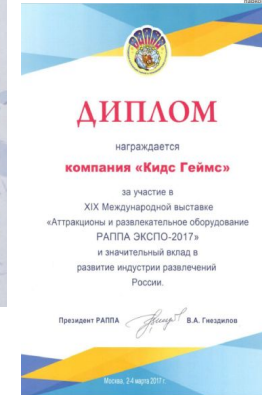 РАППА
ДИПЛОМ
награждается
компания «Кидс Геймс»
за участие в
XIX Международной выставке
«Аттракционы и развлекательное оборудование
РАППА ЭКСПО-2017»
и значительный вклад в
развитие индустрии развлечений
России.
Президент РАППА В.А. Гнездилов
Москва, 2-4 марта 2017 г.